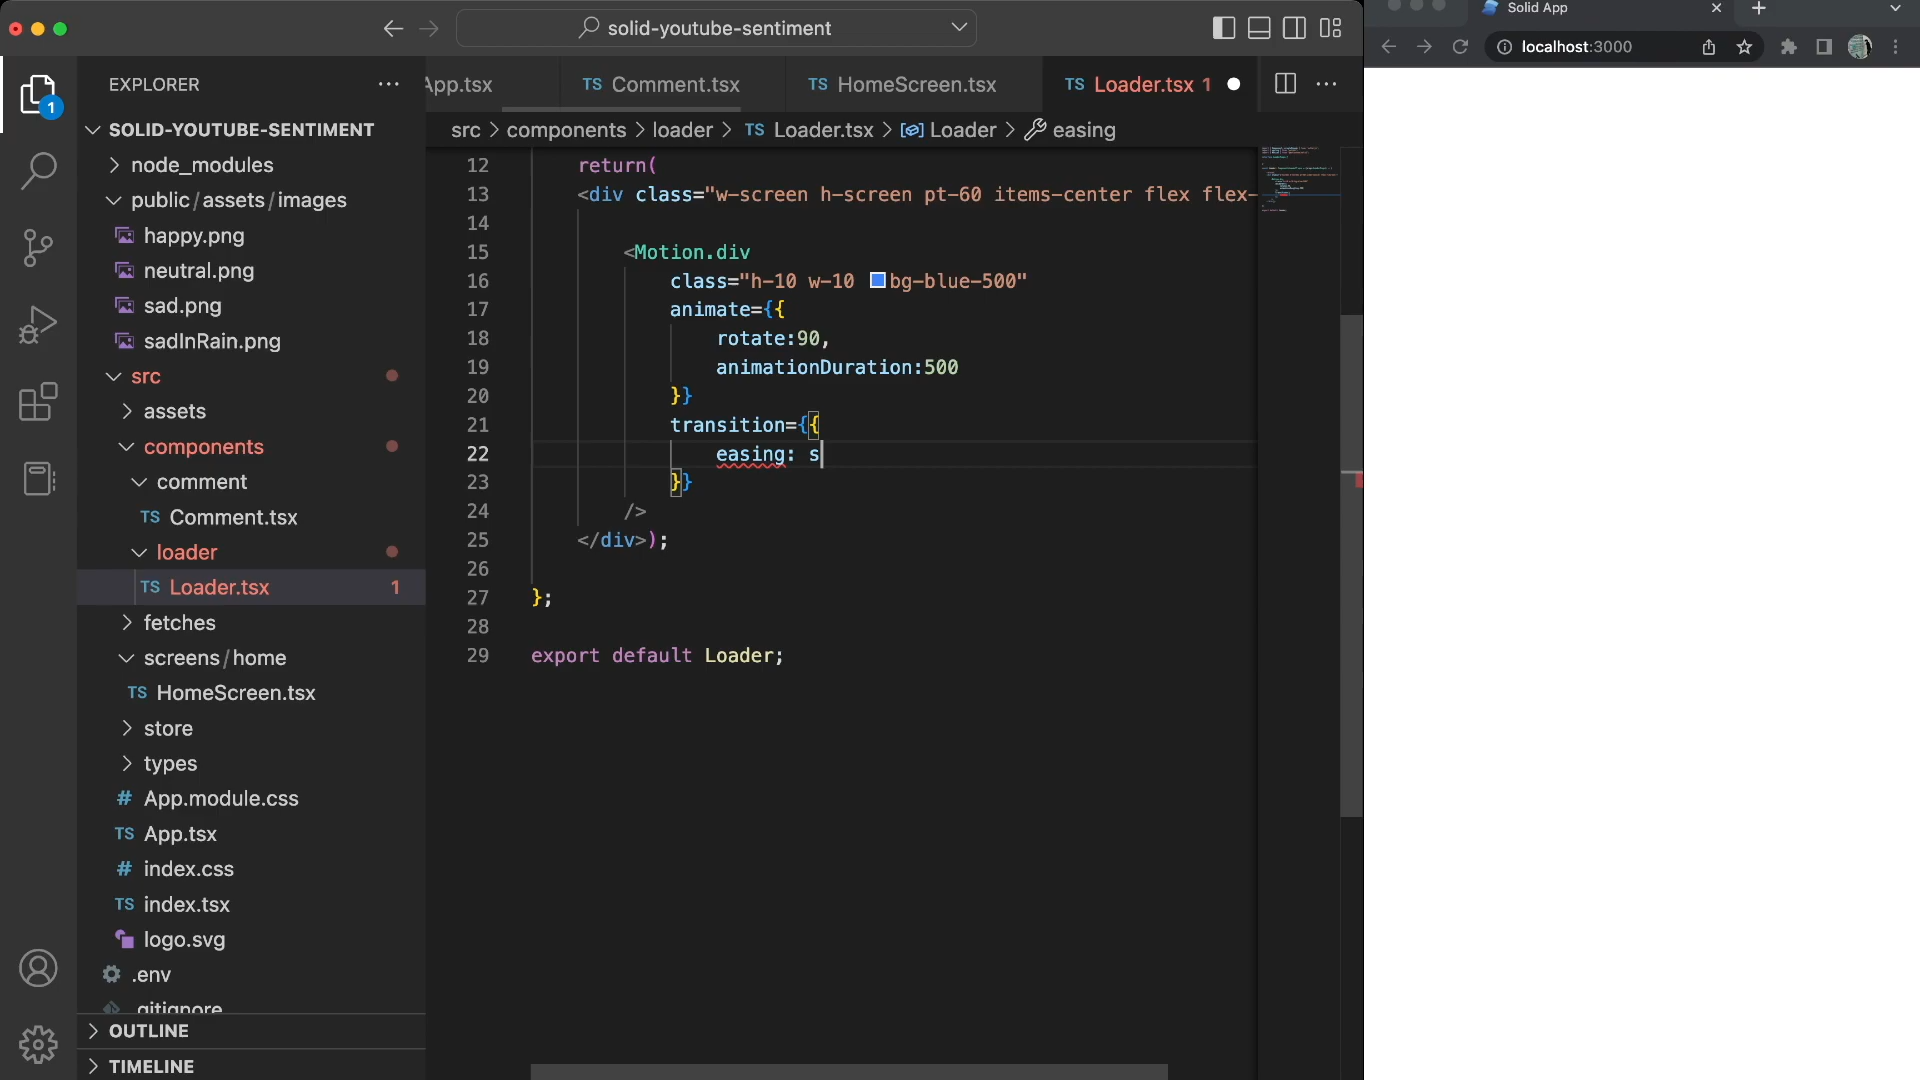 solid-youtube-sentiment
Solid App
localhost:3000
1
EXPLORER
App.tsx
TS Comment.tsx
TS HomeScreen.tsx
TS Loader.tsx 1
src > components > loader > TS Loader.tsx > Loader > easing
SOLID-YOUTUBE-SENTIMENT
node_modules
public/assets/images
happy.png
neutral.png
sad.png
sadInRain.png
src
assets
components
comment
TS Comment.tsx
loader
TS Loader.tsx 1
fetches
screens/home
TS HomeScreen.tsx
store
types
# App.module.css
TS App.tsx
# index.css
TS index.tsx
logo.svg
.env
.gitignore
OUTLINE
TIMELINE
12 return(
13 <div class="w-screen h-screen pt-60 items-center flex flex-
14
15 <Motion.div
16 class="h-10 w-10 bg-blue-500"
17 animate={{
18 rotate:90,
19 animationDuration:500
20 }}
21 transition={{
22 easing: s
23 }}
24 />
25 </div>);
26
27 };
28
29 export default Loader;